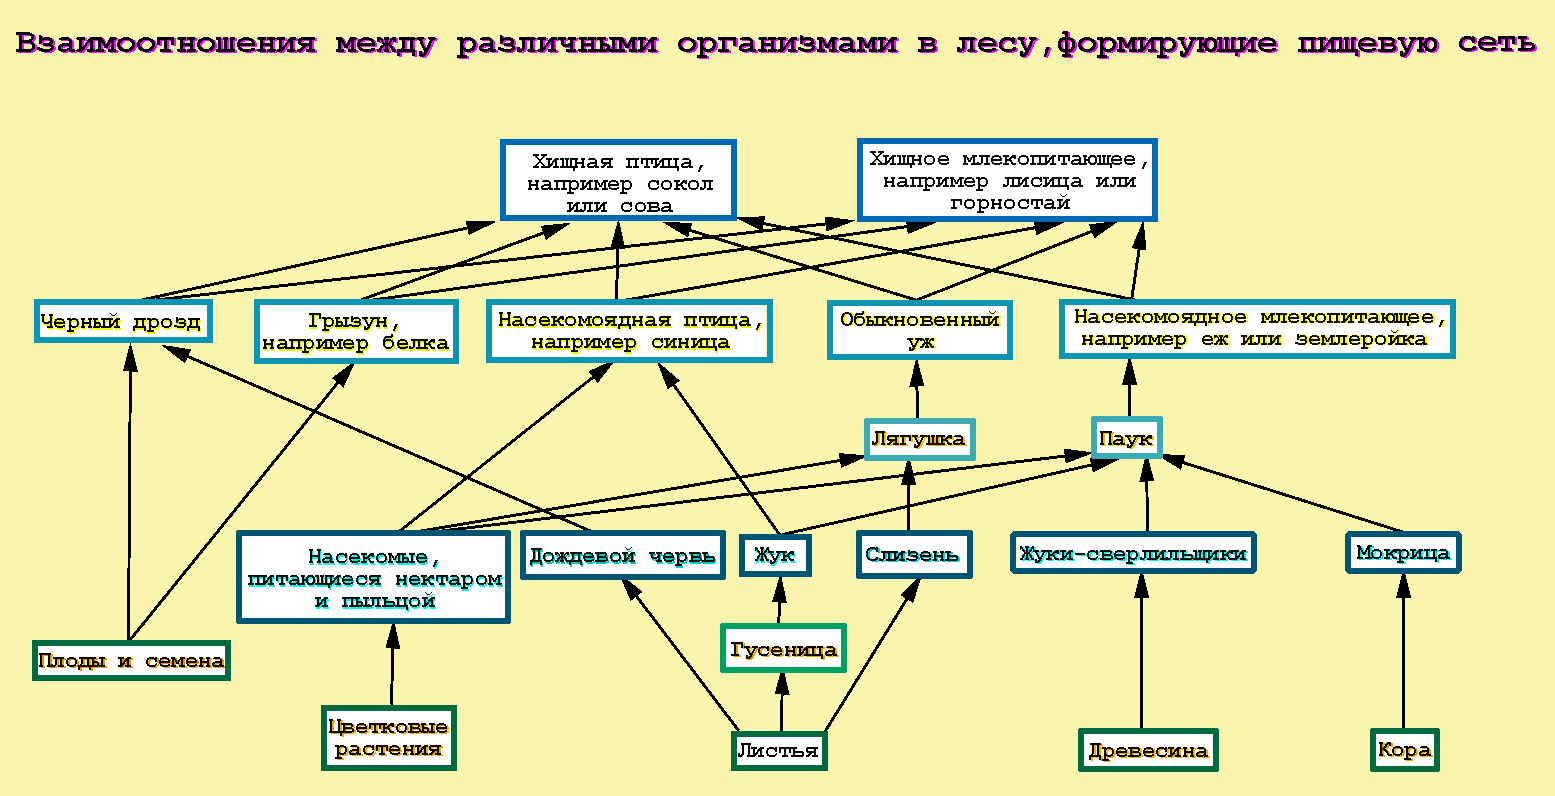 Взаимоотношения между различными организмами в лесу,формирующие пищевую сеть
Хищная птица,
например сокол
или сова
Хищное млекопитающее,
например лисица или
горностай
Черный дрозд
Грызун,
например белка
Насекомоядная птица,
например синица
Обыкновенный
уж
Насекомоядное млекопитающее,
например еж или землеройка
Лягушка
Паук
Насекомые,
питающиеся нектаром
и пыльцой
Дождевой червь
Жук
Слизень
Жуки-сверлильщики
Мокрица
Плоды и семена
Гусеница
Цветковые
растения
Листья
Древесина
Кора